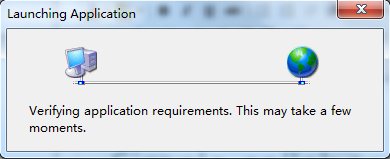 Launching Application
Verifying application requirements. This may take a few
moments.